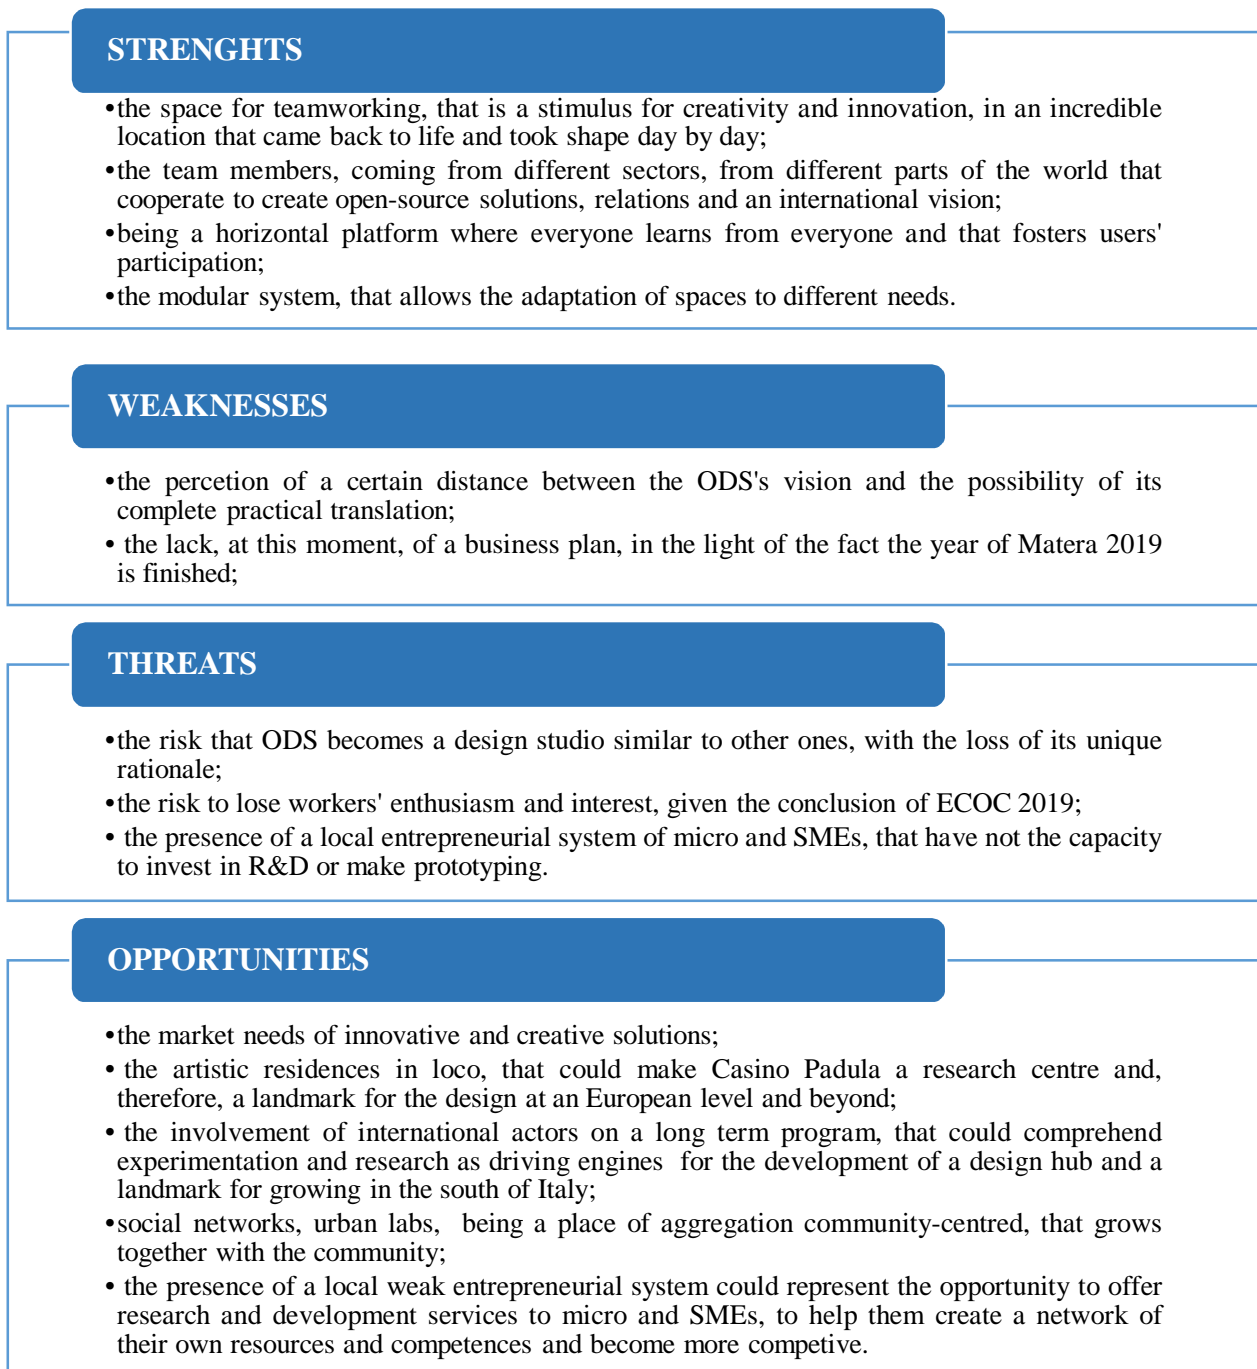 STRENGHTS
•the space for teamworking, that is a stimulus for creativity and innovation, in an incredible
location that came back to life and took shape day by day;
•the team members, coming from different sectors, from different parts of the world that
cooperate to create open-source solutions, relations and an international vision;
•being a horizontal platform where everyone learns from everyone and that fosters users'
participation;
•the modular system, that allows the adaptation of spaces to different needs.
WEAKNESSES
•the percetion of a certain distance between the ODS's vision and the possibility of its
complete practical translation;
• the lack, at this moment, of a business plan, in the light of the fact the year of Matera 2019
is finished;
THREATS
•the risk that ODS becomes a design studio similar to other ones, with the loss of its unique
rationale;
•the risk to lose workers' enthusiasm and interest, given the conclusion of ECOC 2019;
• the presence of a local entrepreneurial system of micro and SMEs, that have not the capacity
to invest in R&D or make prototyping.
OPPORTUNITIES
•the market needs of innovative and creative solutions;
• the artistic residences in loco, that could make Casino Padula a research centre and,
therefore, a landmark for the design at an European level and beyond;
• the involvement of international actors on a long term program, that could comprehend
experimentation and research as driving engines  for the development of a design hub and a
landmark for growing in the south of Italy;
•social networks, urban labs,  being a place of aggregation community-centred, that grows
together with the community;
• the presence of a local weak entrepreneurial system could represent the opportunity to offer
research and development services to micro and SMEs, to help them create a network of
their own resources and competences and become more competive.